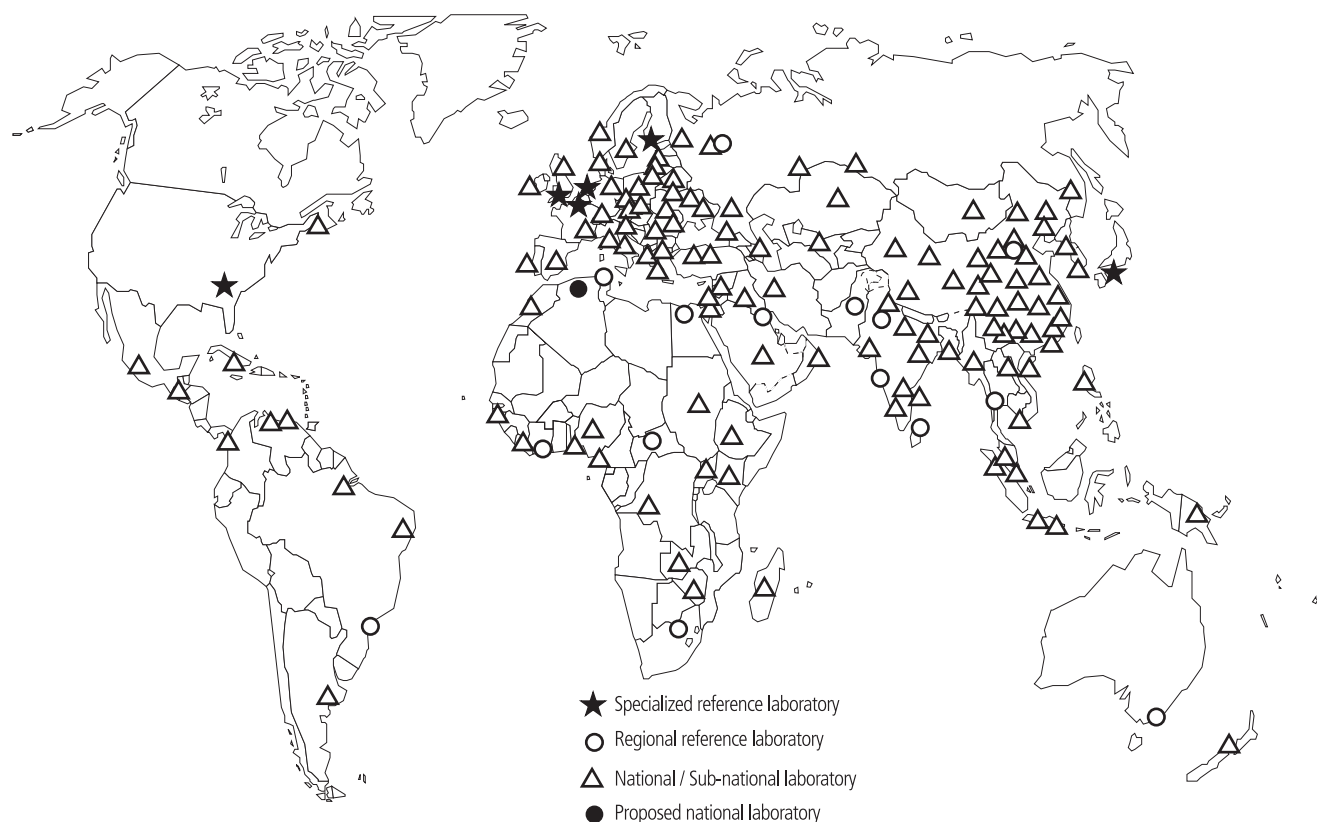 Specialized reference laboratory
Regional reference laboratory
National / Sub-national laboratory
Proposed national laboratory